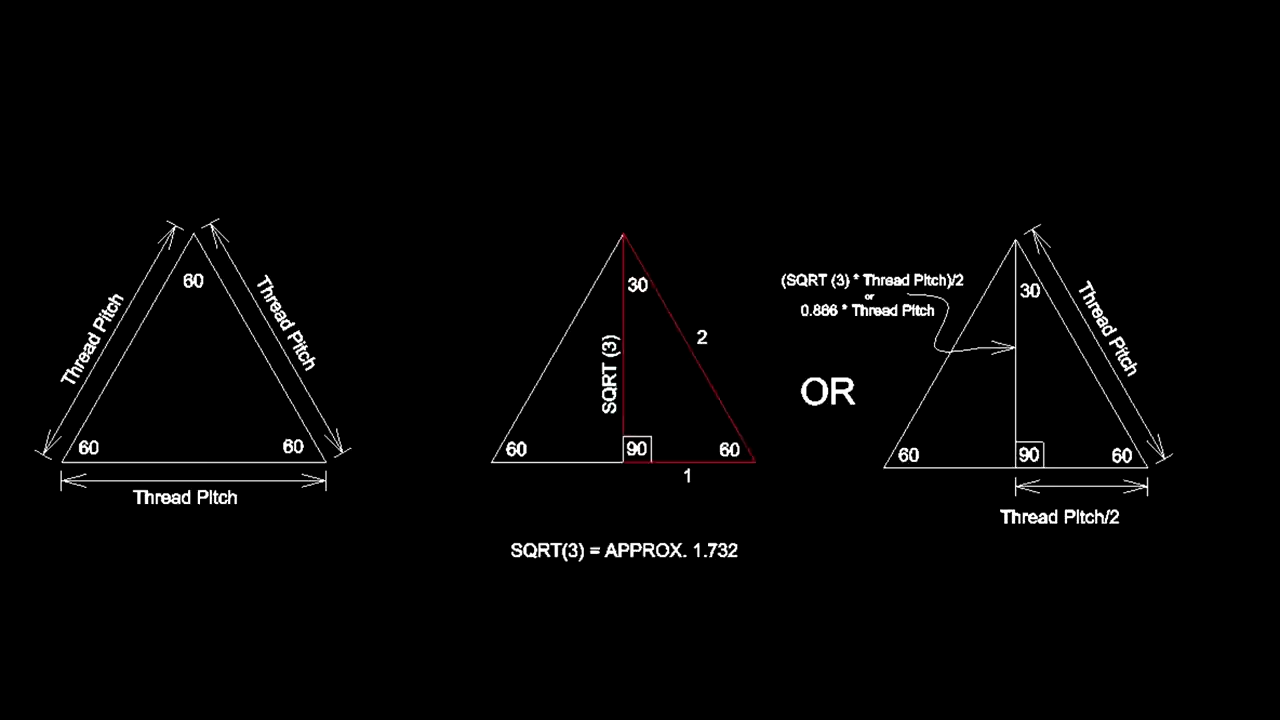 60
60
60
Thread Pitch
Thread Pitch
Thread Pitch
30
2
SQRT (3)
60
90
60
1
SQRT(3) = APPROX. 1.732
(SQRT (3) * Thread Pitch)/2
or
0.866 * Thread Pitch
OR
30
Thread Pitch
60
90
60
Thread Pitch/2